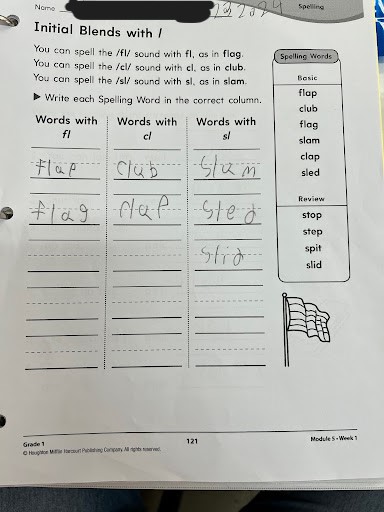 Name 2024 Spelling
Initial Blends with l
You can spell the /fl/ sound with fl, as in flag.
You can spell the /cl/ sound with cl, as in club.
You can spell the /sl/ sound with sl, as in slam.
▶ Write each Spelling Word in the correct column.
Words with fl
Words with cl
Words with sl
flap club slam
flag clap sled
slid
Spelling Words
Basic
flap
club
flag
slam
clap
sled
Review
stop
step
spit
slid
Grade 1
121
Module 5 • Week 1
© Houghton Mifflin Harcourt Publishing Company. All rights reserved.